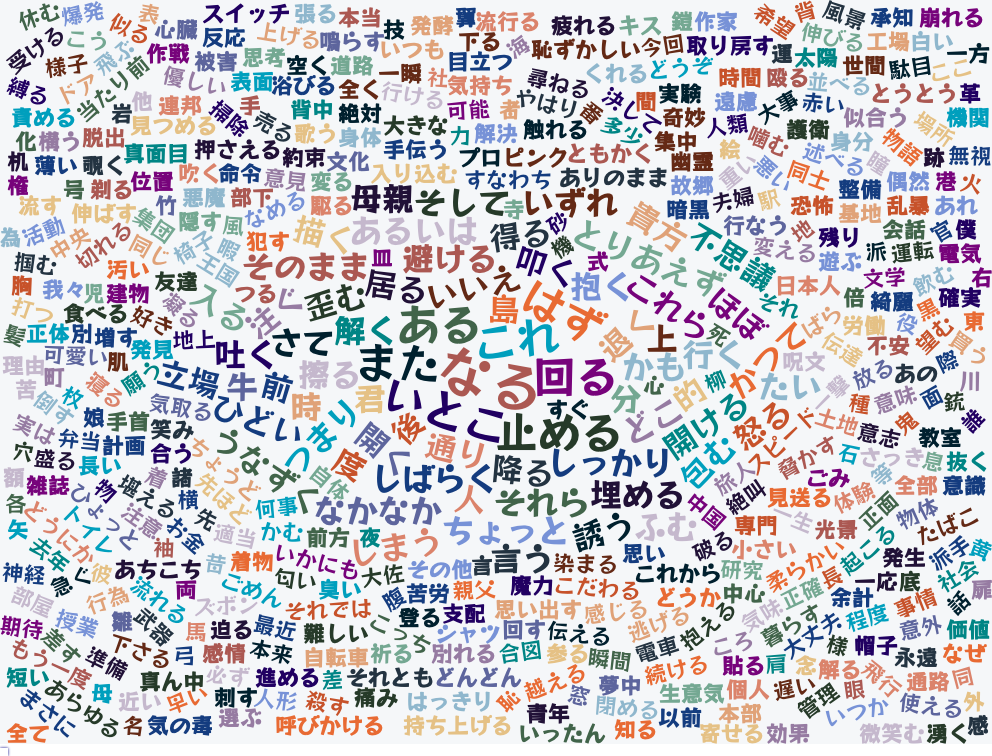 休む 爆発 似る 表 心臓 スイッチ 張る 本当 技 発酵 翼 流行る 疲れる キス 鎧 作家 希望 背 風景 承知 崩れる
受ける こう 飛ぶ 作戦 反応 上げる 鳴らす いつも 下る 海 恥ずかしい 今回 取り戻す 運 太陽 伸びる 工場 白い 一方
様子 ドア 当たり前 被害 思考 空く 道路 一瞬 社 気持ち 目立つ 尋ねる くれる どうぞ 世間 駄目 ここ
縛る 優しい 表面 浴びる 全く 行ける 可能 者 やはり 番 決して 間 実験 時間 殴る 遠慮 大事 並べる とうとう 革
責める 岩 他 連邦 掃除 手 背中 絶対 大きな 力 解決 触れる 多少 集中 奇妙 人類 赤い 似合う 場所 機関
化 横う 脱出 見つめる 売る 歌う 身体 手伝う プロ ピンク ともかく 幽霊 絵 噛む 護衛 身分 物語 跡 無視
机 薄い 覗く 真面目 押さえる 約束 文化 入り込む すなわち ありのまま 故郷 重い 悪い 同士 述べる 瞳 整備 偶然 港 火
権 号 剃る 位置 吹く 命令 意見 変る 母親 そして 寺 いずれ 暗黒 夫婦 駅 恐怖 基地 乱暴 あれ
流す 伸ばす 竹 悪魔 部下 なめる 駆る あるいは 得る 砂 貴方 不思議 行なう 地 残り 会話 官 僕
為 活動 中央 集団 隠す 風 犯す 描く 皿 避ける 叩く 機 式 とりあえず 変える 遊ぶ 派 運転 電気
掴む 切れる 同じ 椅子 暇 王国 そのまま 居る いいえ 抱く これら ほぼ それ 日本人 文学 飲む 右
胸 我々 児 汚い 建物 友達 凝る 入る つる 注ぐ 歪む 島 はず 倍 綺麗 黒 確実
打つ 食べる 好き 解く ある これ 退く 上 死 かつて ばら 労働 役 望む 東
髪 正体 別 増す 発見 地上 吐く さて また なる 回る かも 行く 呪文 伝達 不安 買う
理由 可愛い 肌 立場 牛 前 擦る 君 いとこ すぐ 分 心 的 柳 たい 一撃 放る あの 際 川
苦 町 倒す 枚 寝る 願う 気取る ひどい 時 つまり 後 止める どこ 開ける 怒る スピード 種 意味 面 銃
実は 弁当 娘 計画 手首 笑み 合う うなずく 開く 度 通り 降る しっかり 包む 土地 意志 鬼 教室 誰
穴 盛る 長い 着 諸 ちょうど 自体 しばらく 人 それら 埋める 旅人 脅かす 石 さっき 息 抜く
額 雑誌 ひょっと 物 堪える 横 先ほど なかなか 中国 絶叫 見送る ごみ 体験 等 全部 意識
各 どうにか トイレ 注意 お金 先 何事 ちょっと 誘う ふむ 破る 専門 一生 光景 正面 物体 たばこ
矢 去年 袖 適当 かむ 前方 夜 しまう 言う 染まる 思い 小さい 柔らかい 起こる 発生 派手 黄
神経 急ぐ 彼 あちこち 昔 着物 いかにも 大佐 その他 言 魔力 こだわる これから 研究 長 一応 底 社会 扉
部屋 行為 流れる 両 ごめん 匂い 臭い 腹 苦労 親父 どうか 中心 正確 余計 事情 話
期待 授業 雛 武器 ズボン それでは 登る 支配 思い出す 感じる 逃げる 抱える 気味 暮らす 大丈夫 程度 意外 価値
差す 下さる 馬 迫る 最近 難しい こっち シャツ 回す 伝える 電車 ころ 様 帽子 永遠 なぜ
もう一度 準備 弓 感情 本来 自転車 祈る 別れる 合図 参る 瞬間 続ける 貼る 肩 念 解る 飛行 通路 同
短い あらゆる 母 真ん中 必ず 進める 差 それとも どんどん 越える 夢中 生意気 個人 遅い 管理 眼 使える 外
まさに 近い 早い 刺す 人形 殺す 痛み はっきり 恥 窓 閉める 以前 本部 いつか
全て 名 気の毒 選ぶ 呼びかける 持ち上げる 青年 いったん 知る 寄せる 効果 微笑む 湧く 感